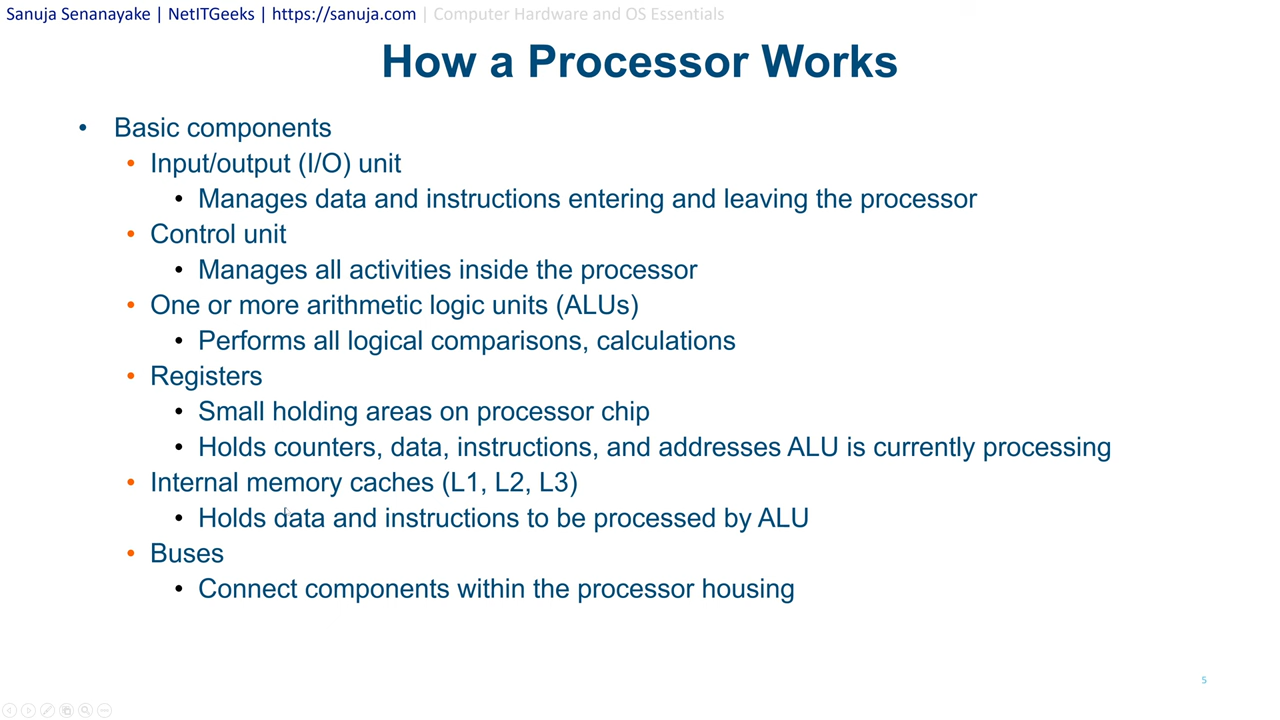 Sanuja Senanayake | NetITGeeks | https://sanuja.com | Computer Hardware and OS Essentials
How a Processor Works
• Basic components
• Input/output (I/O) unit
• Manages data and instructions entering and leaving the processor
• Control unit
• Manages all activities inside the processor
• One or more arithmetic logic units (ALUs)
• Performs all logical comparisons, calculations
• Registers
• Small holding areas on processor chip
• Holds counters, data, instructions, and addresses ALU is currently processing
• Internal memory caches (L1, L2, L3)
• Holds data and instructions to be processed by ALU
• Buses
• Connect components within the processor housing
5